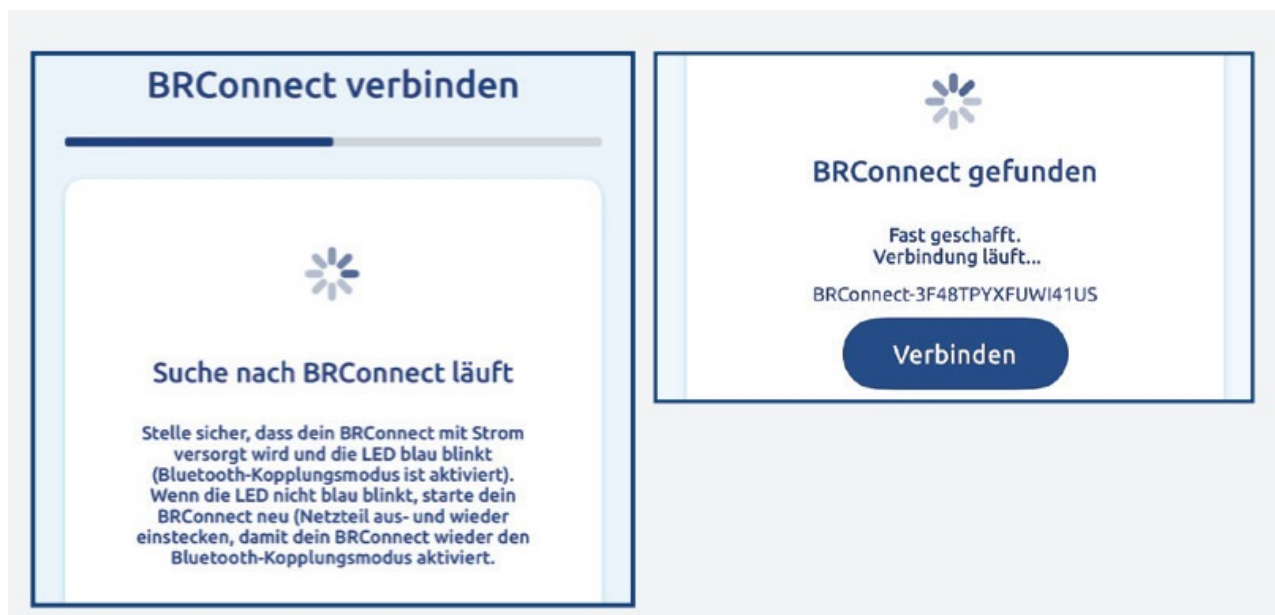 BRConnect verbinden
Suche nach BRConnect läuft
Stelle sicher, dass dein BRConnect mit Strom
versorgt wird und die LED blau blinkt
(Bluetooth-Kopplungsmodus ist aktiviert).
Wenn die LED nicht blau blinkt, starte dein
BRConnect neu (Netzteil aus- und wieder
einstecken, damit dein BRConnect wieder den
Bluetooth-Kopplungsmodus aktiviert.
BRConnect gefunden
Fast geschafft.
Verbindung läuft...
BRConnect-3F48TPYXFUWI41US
Verbinden